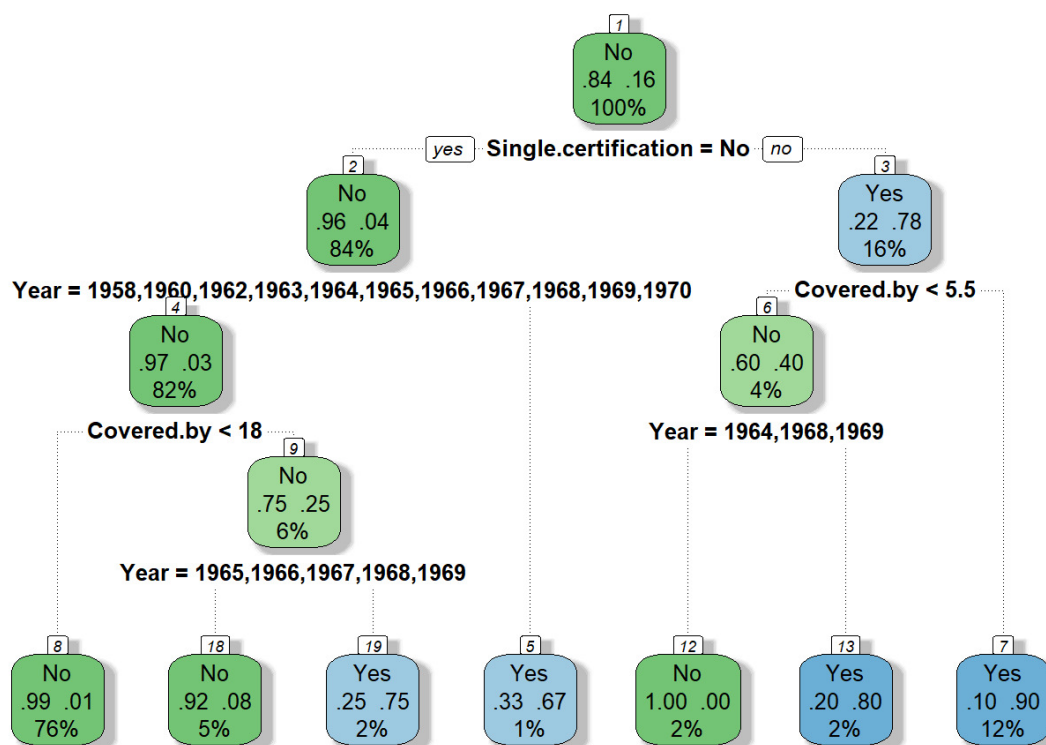 1
No
.84 .16
100%
yes Single.certification = No no
2
No
.96 .04
84%
3
Yes
.22 .78
16%
Year = 1958,1960,1962,1963,1964,1965,1966,1967,1968,1969,1970
Covered.by < 5.5
4
No
.97 .03
82%
6
No
.60 .40
4%
Covered.by < 18
Year = 1964,1968,1969
9
No
.75 .25
6%
Year = 1965,1966,1967,1968,1969
8
No
.99 .01
76%
18
No
.92 .08
5%
19
Yes
.25 .75
2%
5
Yes
.33 .67
1%
12
No
1.00 .00
2%
13
Yes
.20 .80
2%
7
Yes
.10 .90
12%